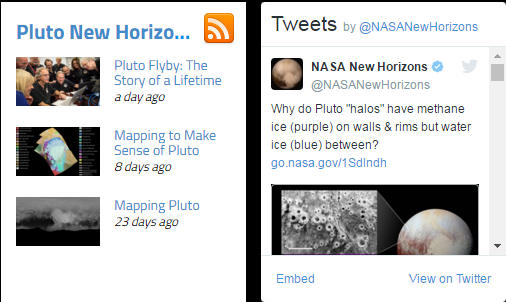 Pluto New Horizo...
Pluto Flyby: The
Story of a Lifetime
a day ago
Mapping to Make
Sense of Pluto
8 days ago
Mapping Pluto
23 days ago
Tweets by @NASANewHorizons
NASA New Horizons
@NASANewHorizons
Why do Pluto "halos" have methane
ice (purple) on walls & rims but water
ice (blue) between?
go.nasa.gov/1SdIndh
Embed
View on Twitter